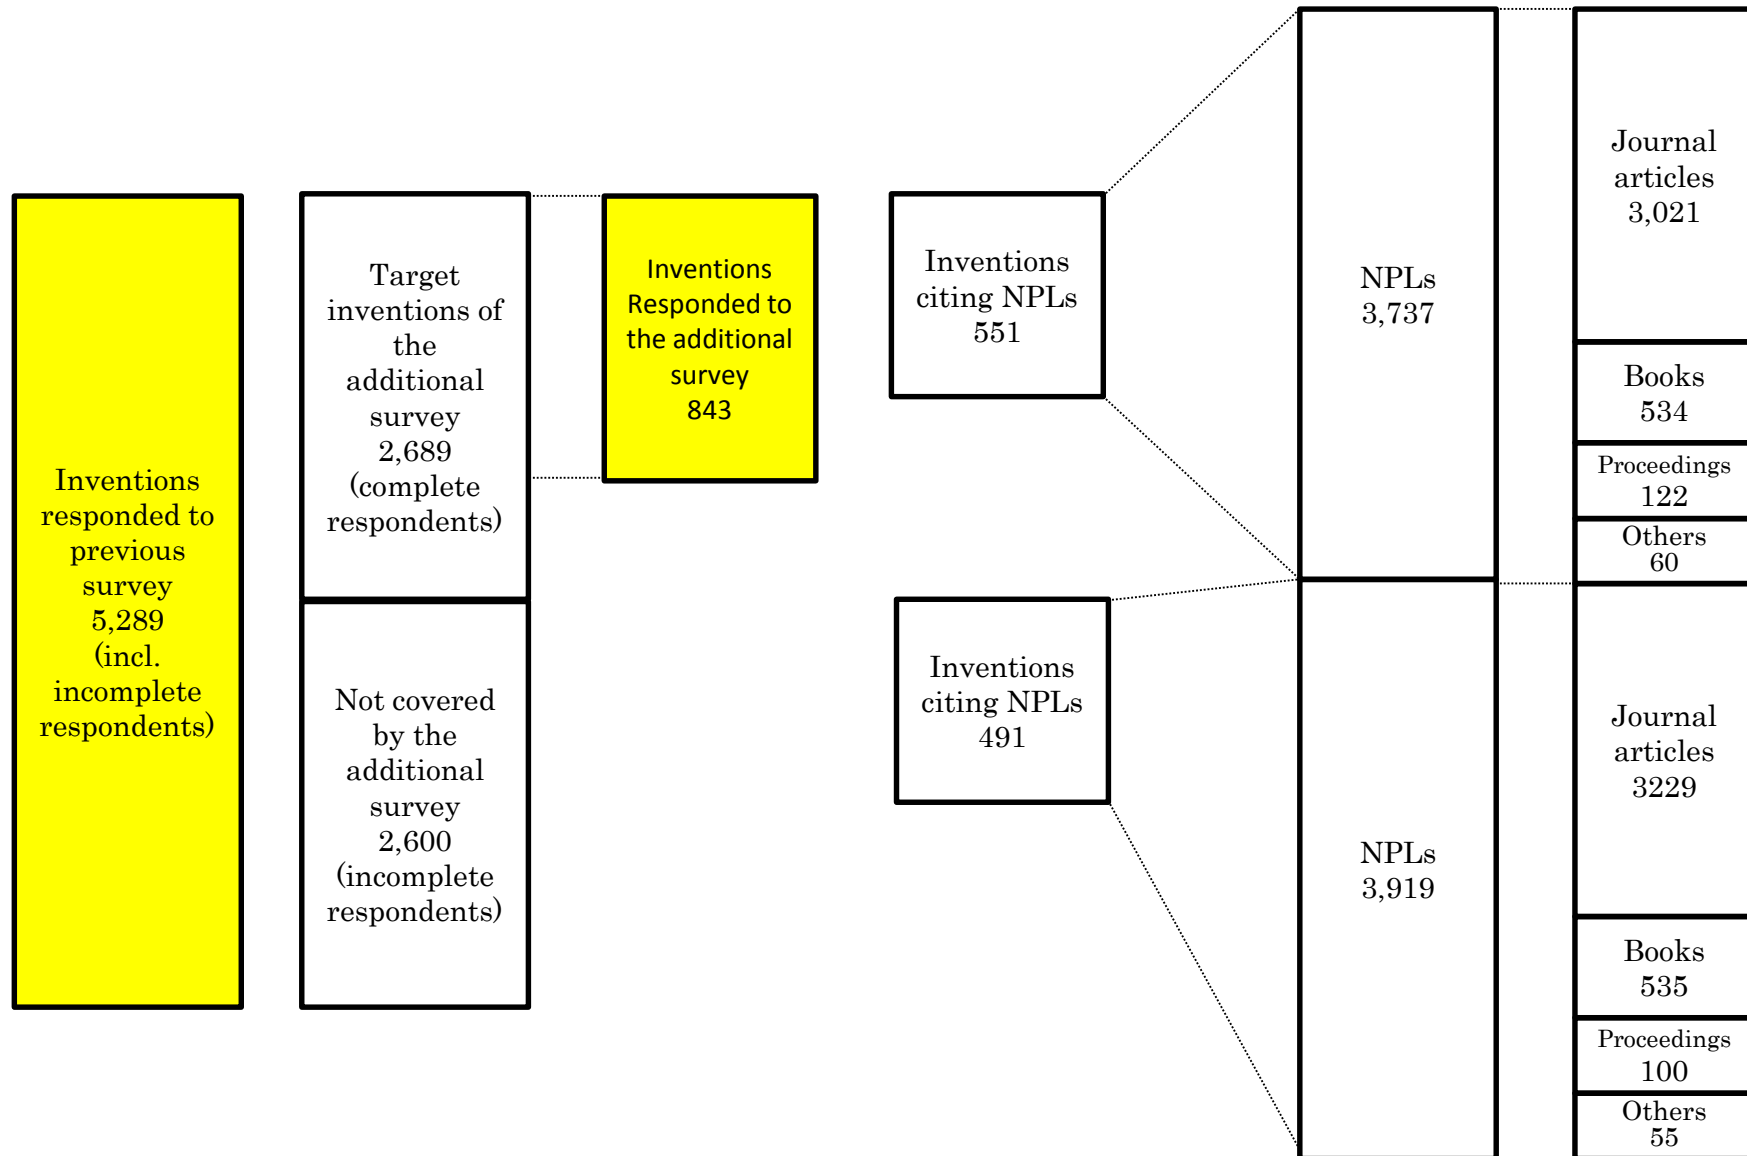 Inventions
responded to
previous
survey
5,289
(incl.
incomplete
respondents)
Target
inventions of
the
additional
survey
2,689
(complete
respondents)
Not covered
by the
additional
survey
2,600
(incomplete
respondents)
Inventions
Responded to
the additional
survey
843
Inventions
citing NPLs
551
Inventions
citing NPLs
491
NPLs
3,737
NPLs
3,919
Journal
articles
3,021
Books
534
Proceedings
122
Others
60
Journal
articles
3229
Books
535
Proceedings
100
Others
55